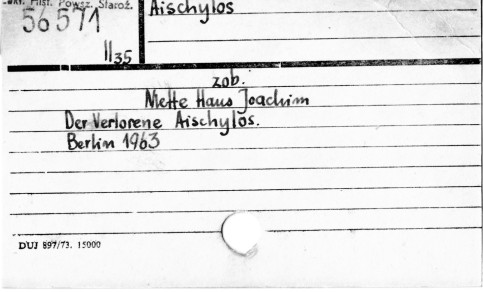 Hist. Powsz. Staroż.
56571
II35
Aischylos
zob.
Mette Hans Joachim
Der Verlorene Aischylos.
Berlin 1963
DUJ 897/73. 15000